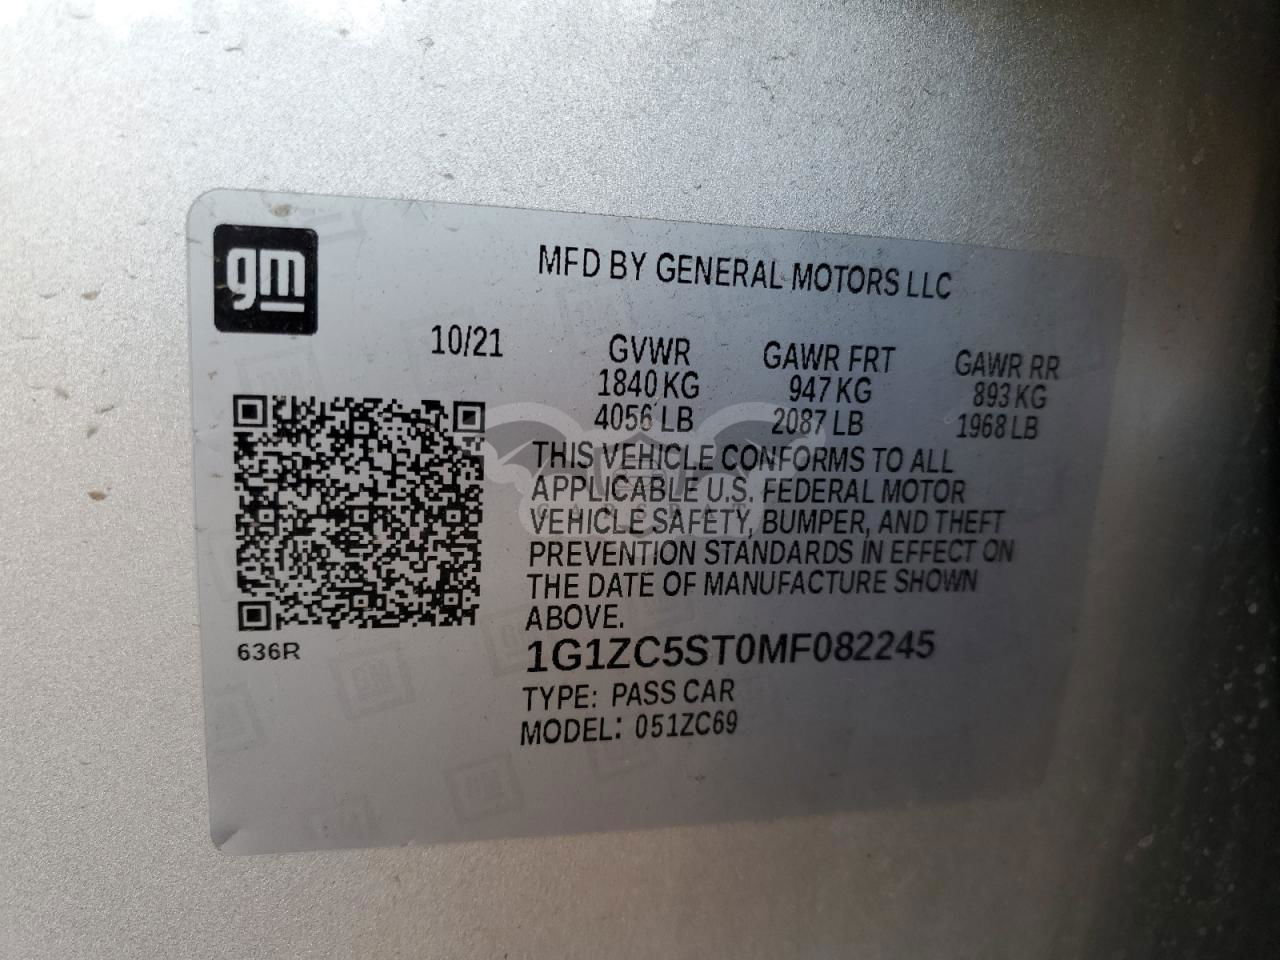 gm
MFD BY GENERAL MOTORS LLC
10/21
GVWR GAWR FRT GAWR RR
1840 KG 947 KG 893 KG
4056 LB 2087 LB 1968 LB
THIS VEHICLE CONFORMS TO ALL
APPLICABLE U.S. FEDERAL MOTOR
VEHICLE SAFETY, BUMPER, AND THEFT
PREVENTION STANDARDS IN EFFECT ON
THE DATE OF MANUFACTURE SHOWN
ABOVE.
636R
1G1ZC5ST0MF082245
TYPE: PASS CAR
MODEL: 051ZC69